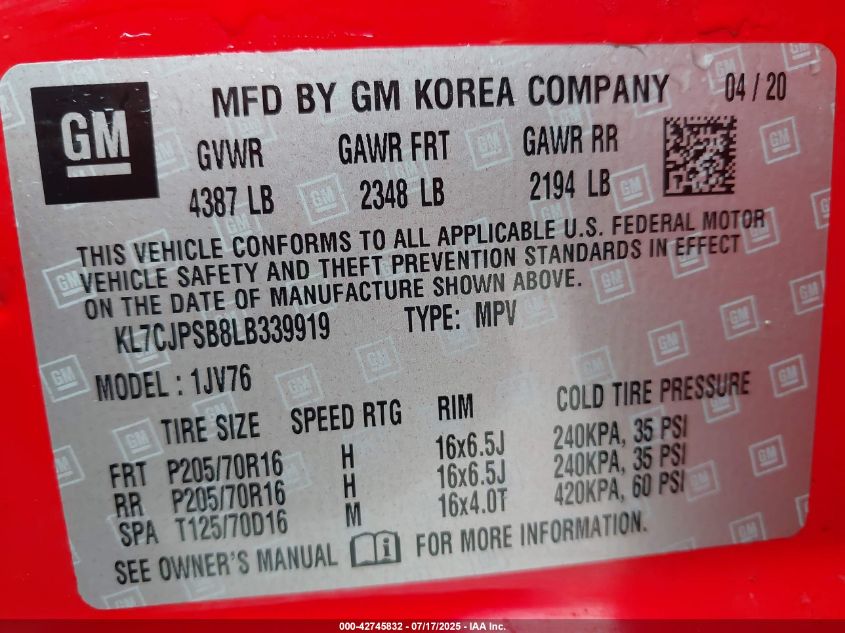 GM
MFD BY GM KOREA COMPANY 04 / 20
GVWR GAWR FRT GAWR RR
4387 LB 2348 LB 2194 LB
THIS VEHICLE CONFORMS TO ALL APPLICABLE U.S. FEDERAL MOTOR
VEHICLE SAFETY AND THEFT PREVENTION STANDARDS IN EFFECT
ON THE DATE OF MANUFACTURE SHOWN ABOVE.
KL7CJPSB8LB339919 TYPE: MPV
MODEL : 1JV76
TIRE SIZE SPEED RTG RIM COLD TIRE PRESSURE
FRT P205/70R16 H 16x6.5J 240KPA, 35 PSI
RR P205/70R16 H 16x6.5J 240KPA, 35 PSI
SPA T125/70D16 M 16x4.0T 420KPA, 60 PSI
SEE OWNER'S MANUAL FOR MORE INFORMATION.
000-42745832 - 07/17/2025 - IAA Inc.